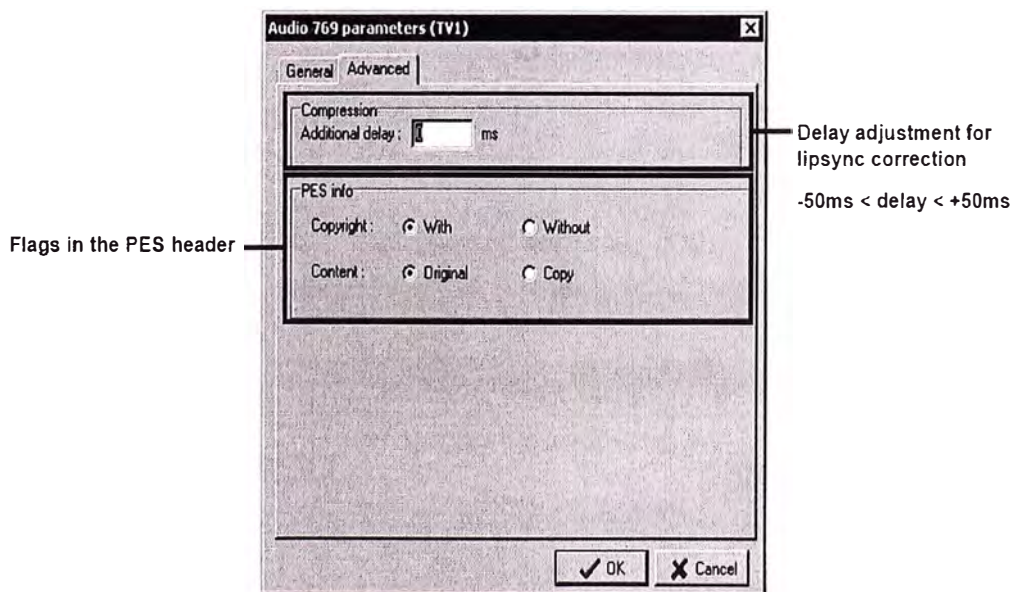 Audio 769 parameters (TV1)
General Advanced
Compression
Additional delay : 0 ms
Delay adjustment for
lipsync correction
-50ms < delay < +50ms
PES info
Copyright : With Without
Flags in the PES header
Content : Original Copy
OK Cancel